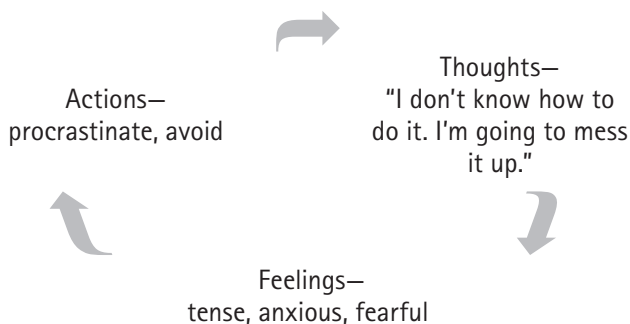 Actions—
procrastinate, avoid
Thoughts—
"I don't know how to
do it. I'm going to mess
it up."
Feelings—
tense, anxious, fearful